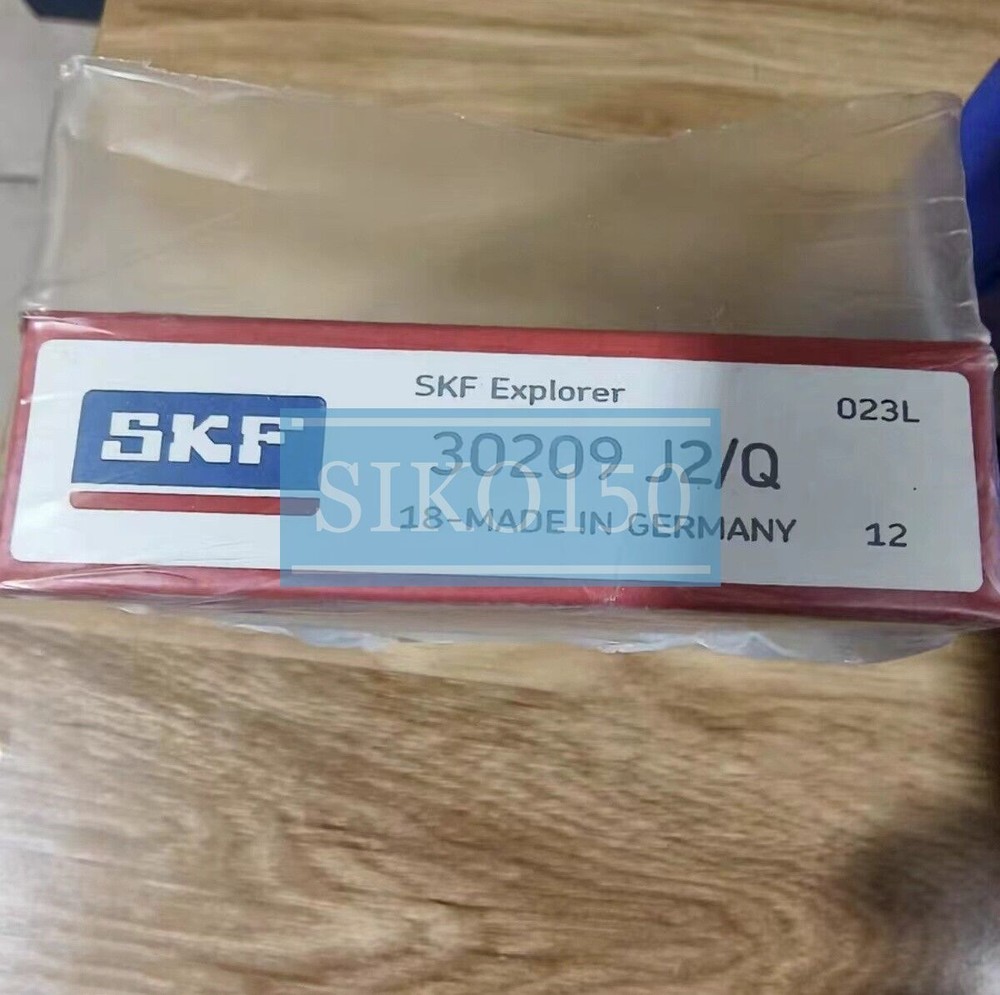 SKF
SKF Explorer
023L
30209 J2/Q
18-MADE IN GERMANY
12
SIKO150